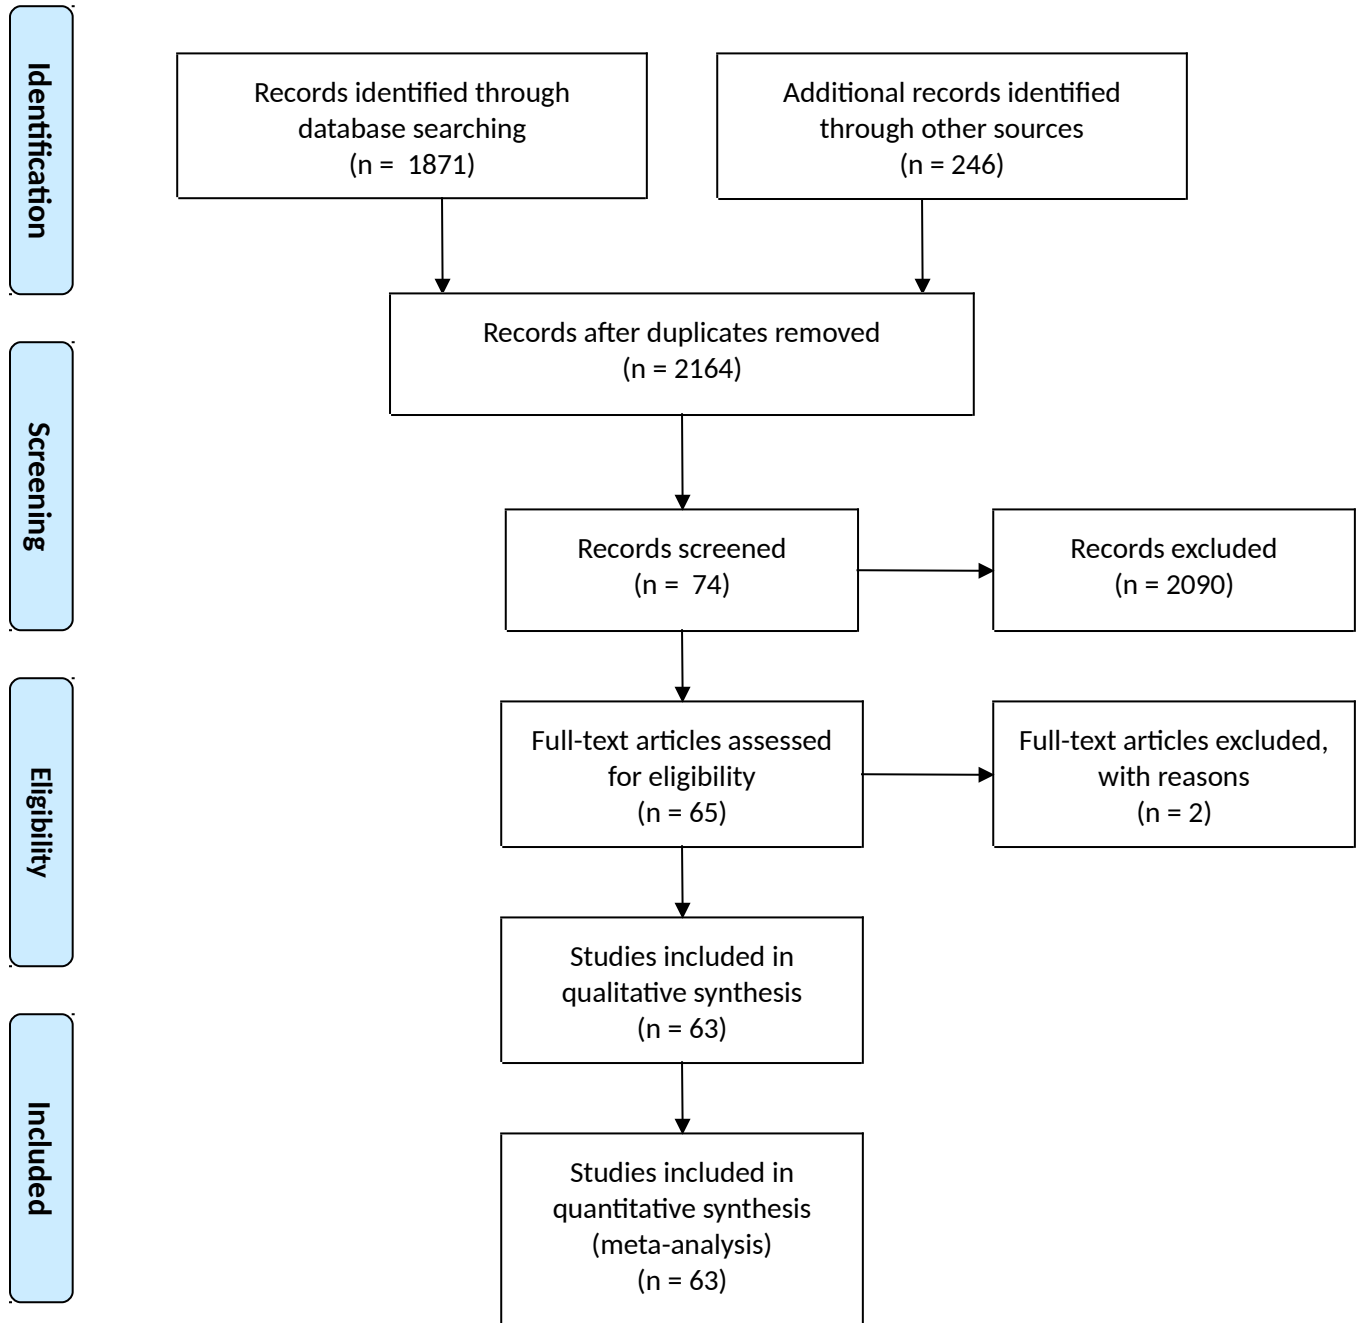 Identification
Records identified through
database searching
(n =  1871)
Additional records identified
through other sources
(n = 246)
Records after duplicates removed
(n = 2164)
Screening
Records screened
(n =  74)
Records excluded
(n = 2090)
Eligibility
Full-text articles assessed
for eligibility
(n = 65)
Full-text articles excluded,
with reasons
(n = 2)
Studies included in
qualitative synthesis
(n = 63)
Included
Studies included in
quantitative synthesis
(meta-analysis)
(n = 63)